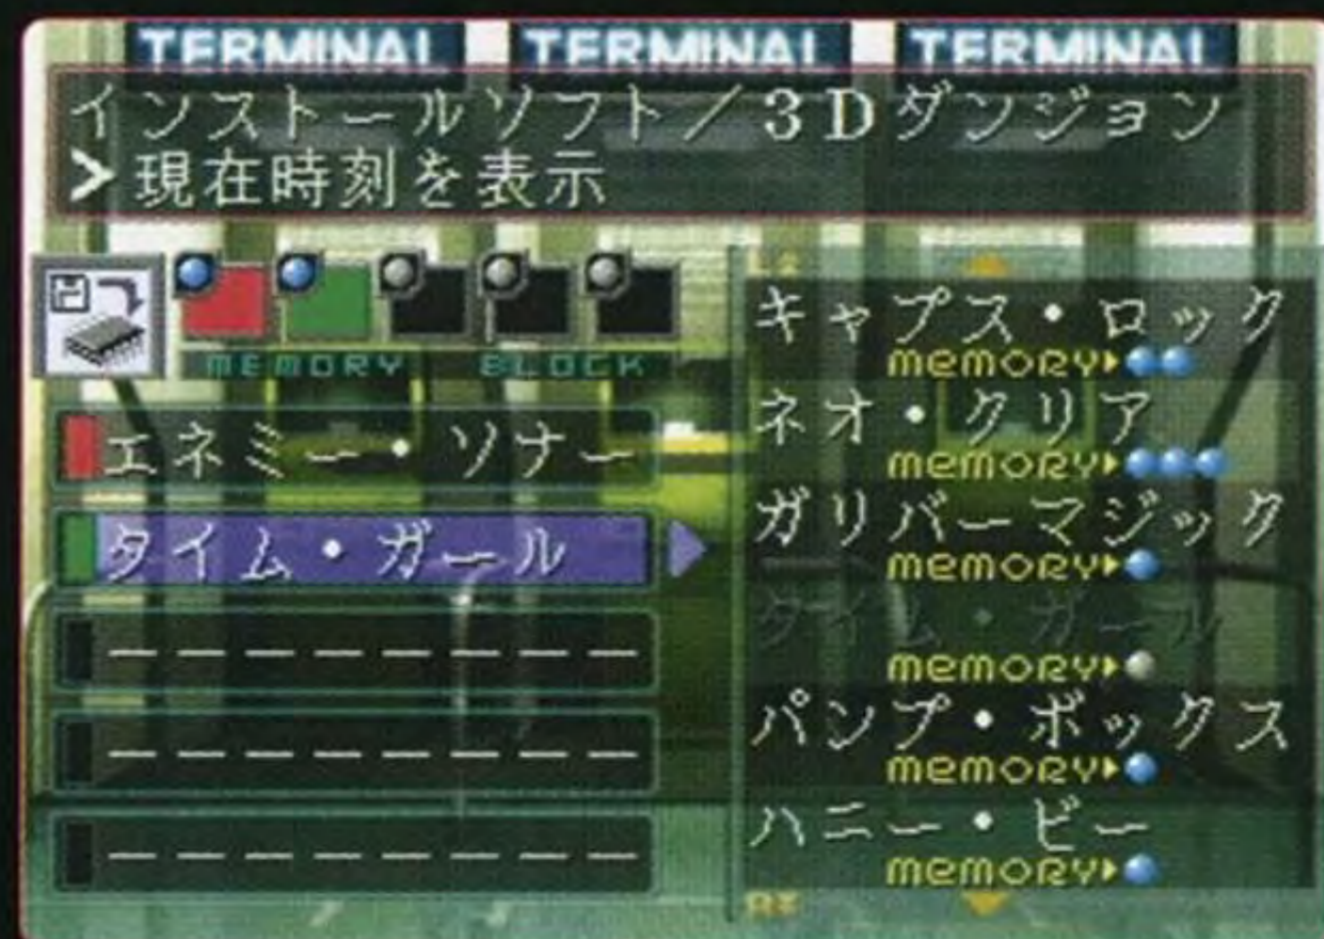 TERMINAL TERMINAL TERMINAL
インストールソフト／３Ｄダンジョン
>現在時刻を表示
MEMORY BLOCK
エネミー・ソナー
タイム・ガール
キャプス・ロック
MEMORY
ネオ・クリア
MEMORY
ガリバーマジック
MEMORY
タイム・ガール
MEMORY
パンプ・ボックス
MEMORY
ハニー・ビー
MEMORY